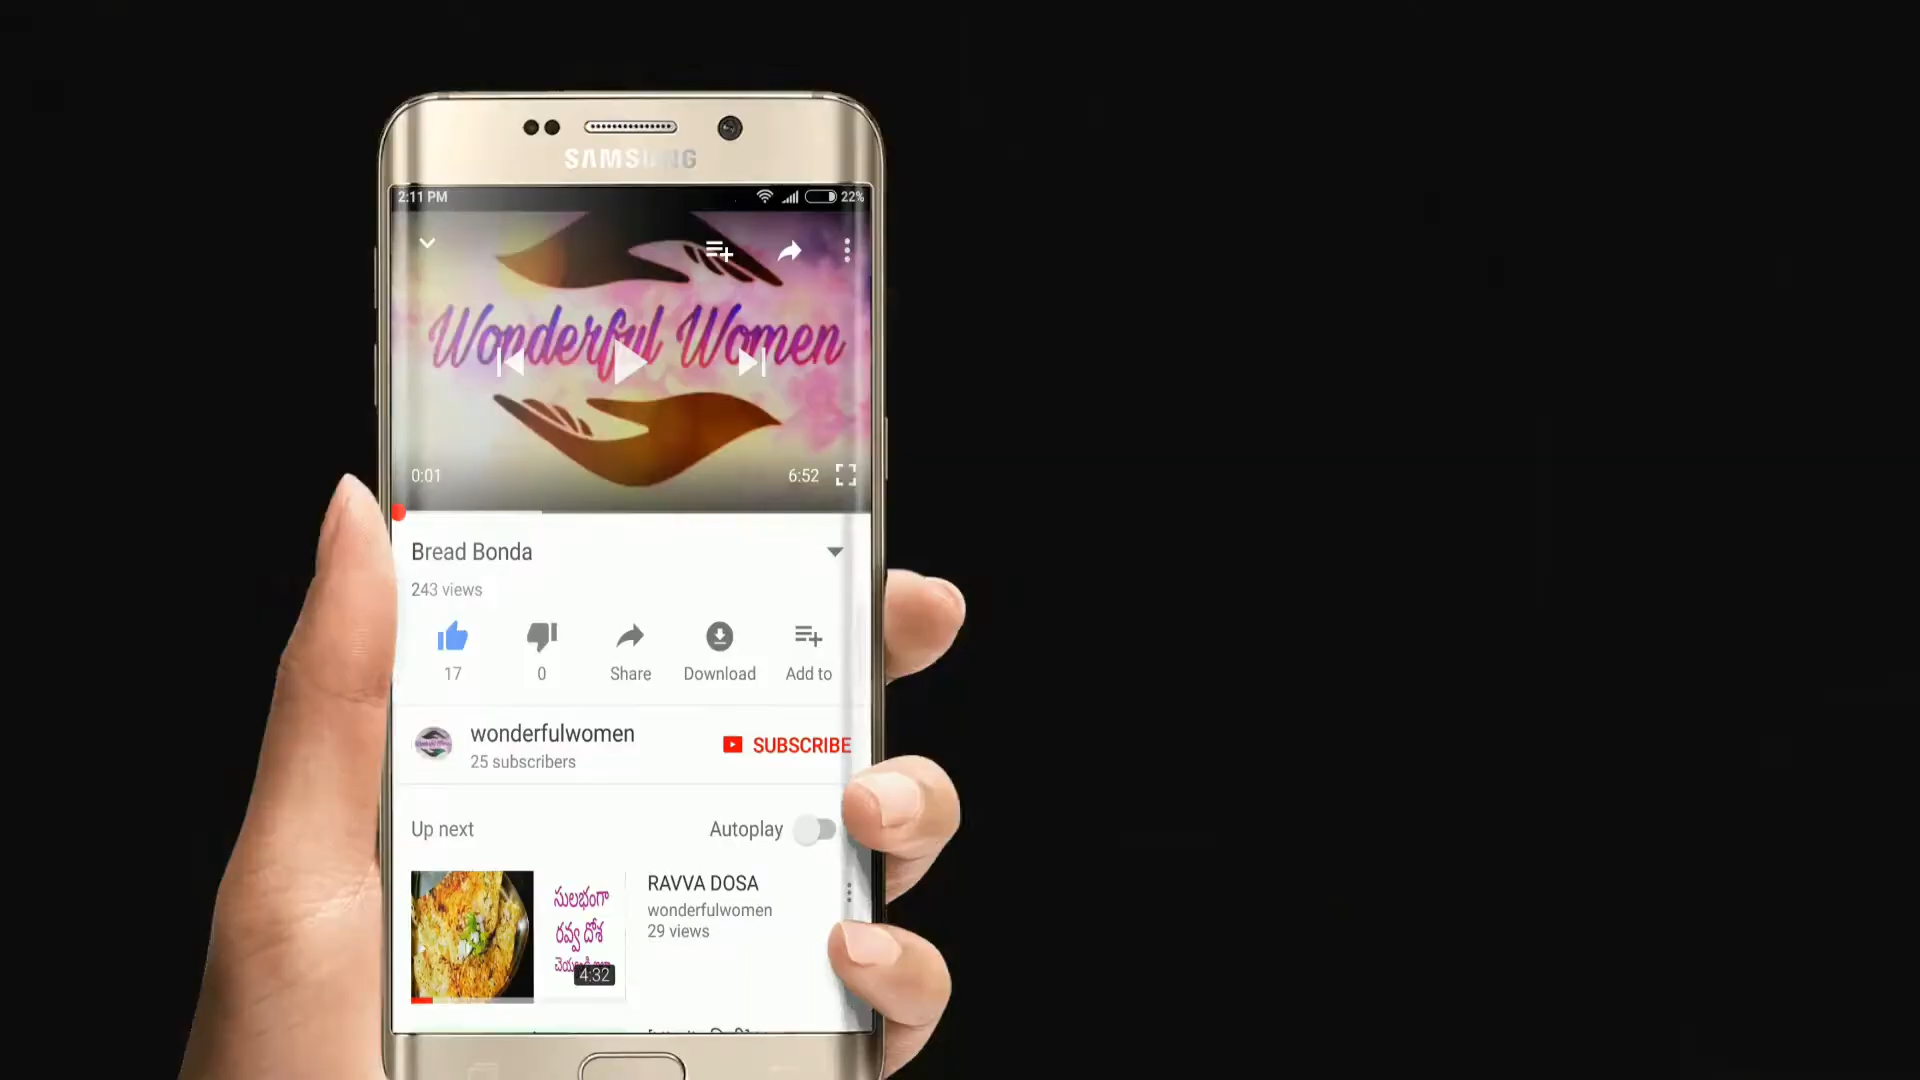 SAMSUNG
2:11 PM
22%
Wonderful Women
0:01
6:52
Bread Bonda
243 views
17
0
Share
Download
Add to
wonderfulwomen
25 subscribers
SUBSCRIBE
Up next
Autoplay
సులభంగా
రవ్వ దోశ
4:32
RAVVA DOSA
wonderfulwomen
29 views